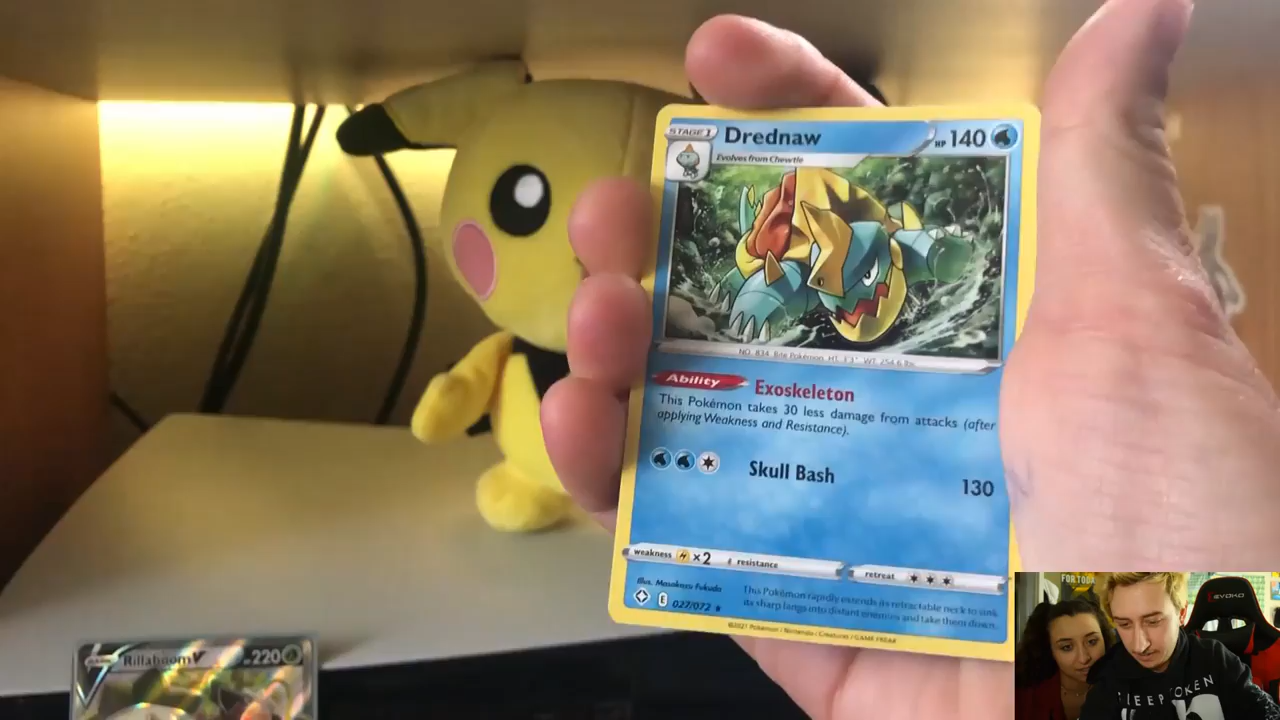 STAGE 1
Drednaw
HP 140
Evolves from Chewtle
NO. 834 Bite Pokémon HT: 3'3" WT: 254.6 lbs
Ability Exoskeleton
This Pokémon takes 30 less damage from attacks (after
applying Weakness and Resistance).
Skull Bash 130
weakness ×2 resistance
retreat
Illus. Masakazu Fukuda
This Pokémon rapidly extends its retractable neck to sink
E 027/072
its sharp fangs into distant enemies and take them down.
©2021 Pokémon / Nintendo / Creatures / GAME FREAK
Rillaboom V 220
FOR TODA